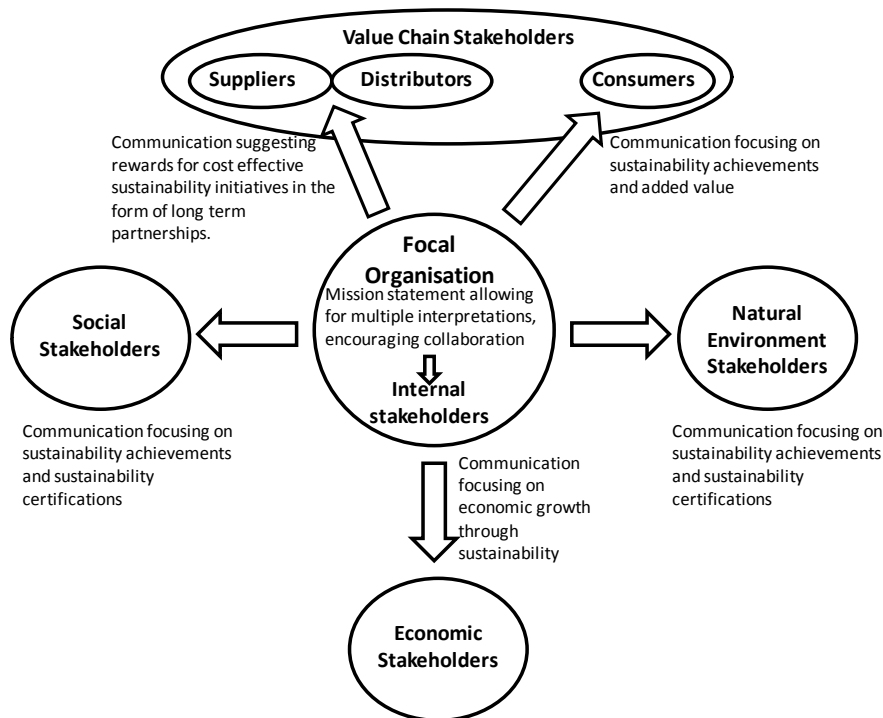 Value Chain Stakeholders
Suppliers
Distributors
Consumers
Communication suggesting
rewards for cost effective
sustainability initiatives in the
form of long term
partnerships.
Communication focusing on
sustainability achievements
and added value
Focal
Organisation
Mission statement allowing
for multiple interpretations,
encouraging collaboration
Internal
stakeholders
Social
Stakeholders
Natural
Environment
Stakeholders
Communication focusing on
sustainability achievements
and sustainability
certifications
Communication focusing on
sustainability achievements
and sustainability
certifications
Communication
focusing on
economic growth
through
sustainability
Economic
Stakeholders